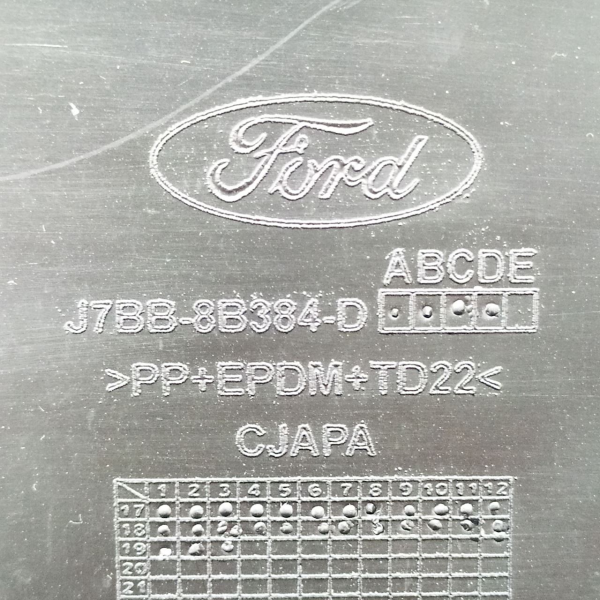 Ford
ABCDE
J7BB-8B384-D
>PP+EPDM+TD22<
CJAPA
1 2 3 4 5 6 7 8 9 10 11 12
17
18
19
20
21